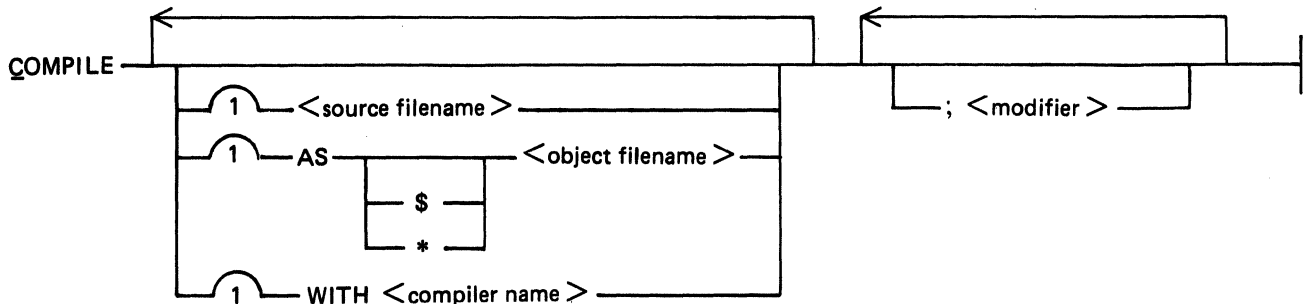 COMPILE
1 <source filename>
; <modifier>
1 AS <object filename>
$
*
1 WITH <compiler name>